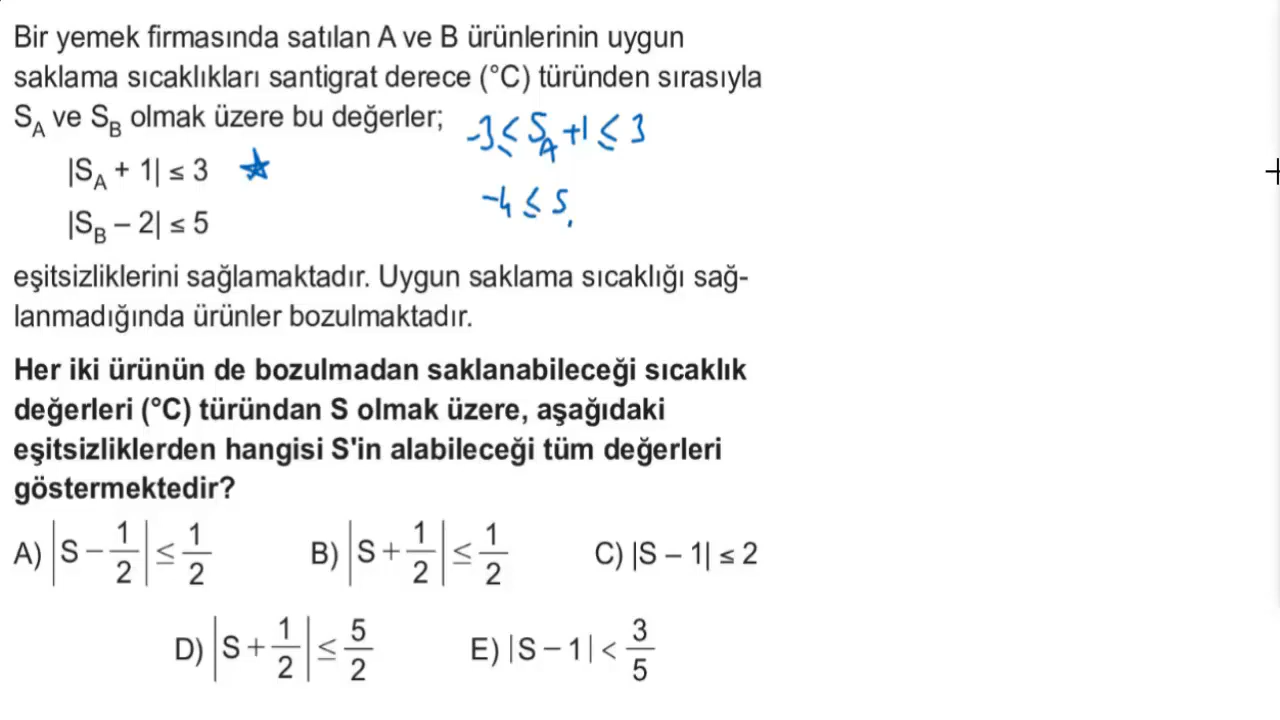 Bir yemek firmasında satılan A ve B ürünlerinin uygun
saklama sıcaklıkları santigrat derece (°C) türünden sırasıyla
S_A ve S_B olmak üzere bu değerler;
-3 ≤ S_A +1 ≤ 3
|S_A + 1| ≤ 3
-4 ≤ S
|S_B – 2| ≤ 5
eşitsizliklerini sağlamaktadır. Uygun saklama sıcaklığı sağ-
lanmadığında ürünler bozulmaktadır.
Her iki ürünün de bozulmadan saklanabileceği sıcaklık
değerleri (°C) türündan S olmak üzere, aşağıdaki
eşitsizliklerden hangisi S'in alabileceği tüm değerleri
göstermektedir?
A) |S – 1/2| ≤ 1/2 B) |S + 1/2| ≤ 1/2 C) |S – 1| ≤ 2
D) |S + 1/2| ≤ 5/2 E) |S – 1| < 3/5